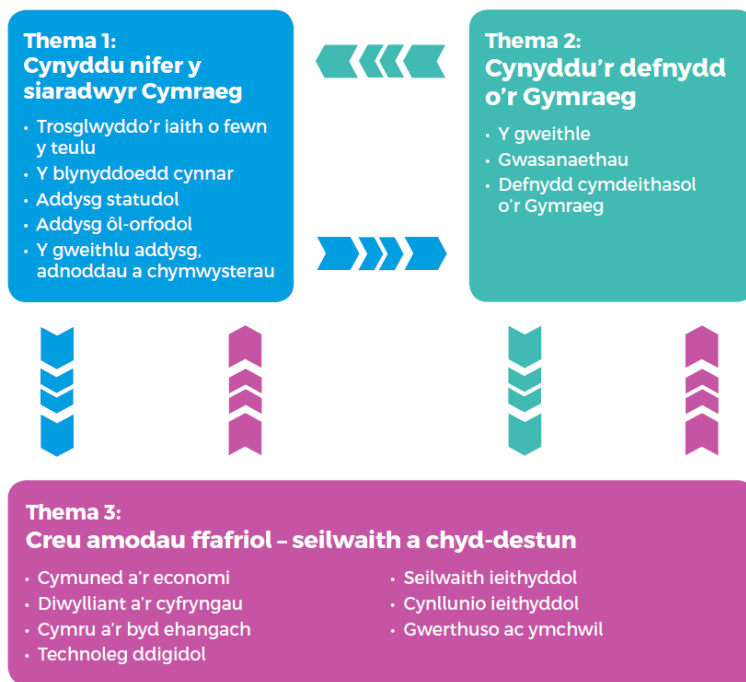 Thema 1:
Cynyddu nifer y
siaradwyr Cymraeg
• Trosglwyddo'r iaith o fewn
y teulu
• Y blynyddoedd cynnar
• Addysg statudol
• Addysg ôl-orfodol
• Y gweithlu addysg,
adnoddau a chymwysterau
Thema 2:
Cynyddu'r defnydd
o'r Gymraeg
• Y gweithle
• Gwasanaethau
• Defnydd cymdeithasol
o'r Gymraeg
Thema 3:
Creu amodau ffafriol – seilwaith a chyd-destun
• Cymuned a'r economi
• Diwylliant a'r cyfryngau
• Cymru a'r byd ehangach
• Technoleg ddigidol
• Seilwaith ieithyddol
• Cynllunio ieithyddol
• Gwerthuso ac ymchwil